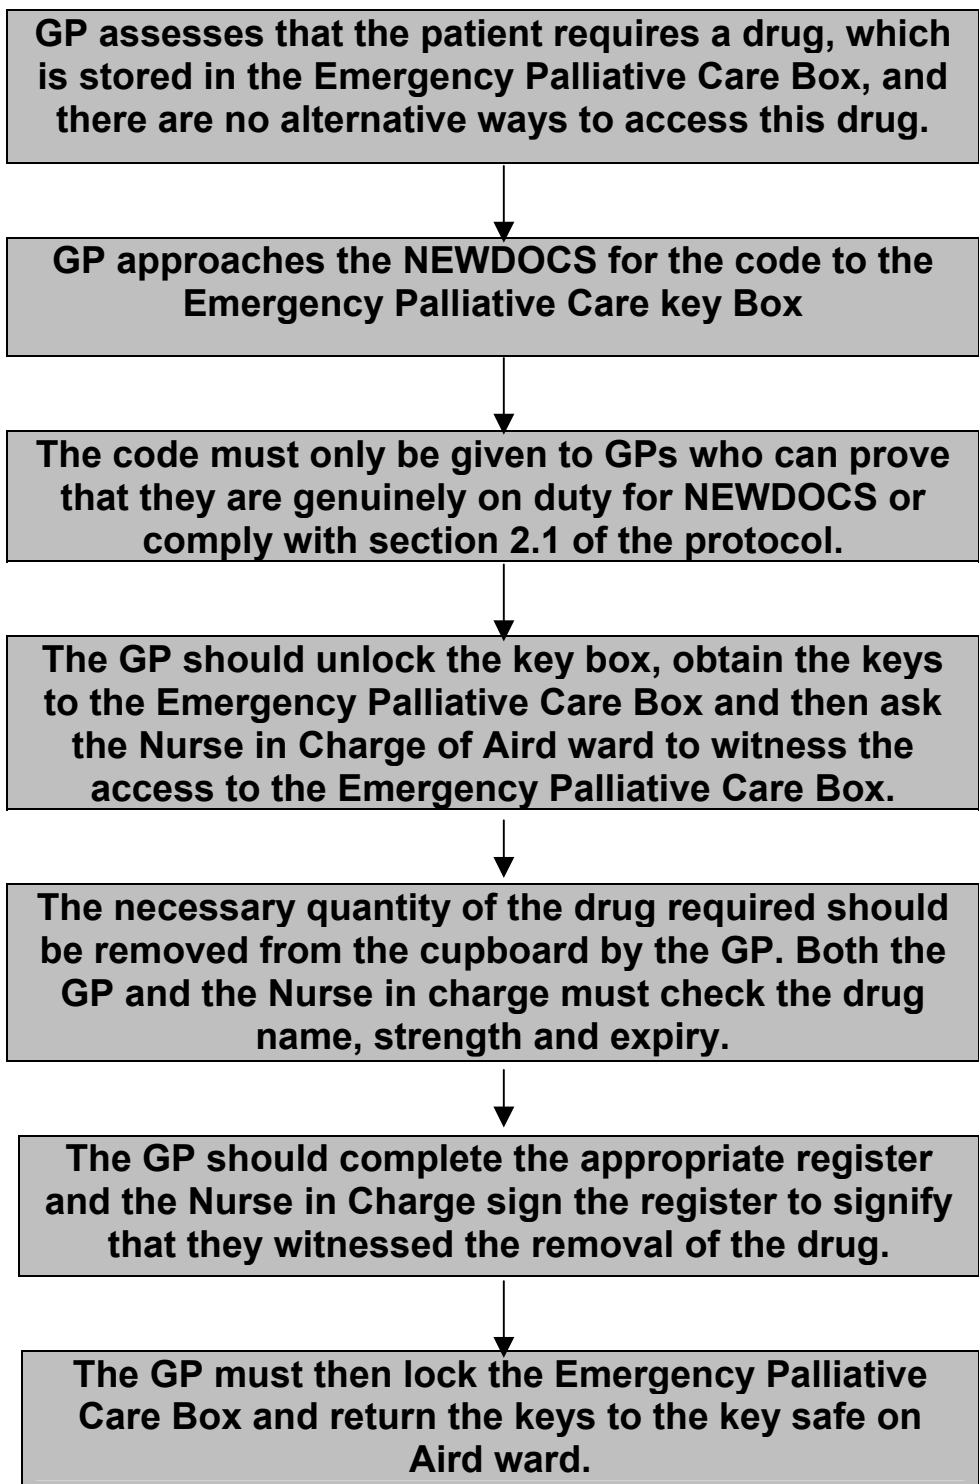 GP assesses that the patient requires a drug, which
is stored in the Emergency Palliative Care Box, and
there are no alternative ways to access this drug.
GP approaches the NEWDOCS for the code to the
Emergency Palliative Care key Box
The code must only be given to GPs who can prove
that they are genuinely on duty for NEWDOCS or
comply with section 2.1 of the protocol.
The GP should unlock the key box, obtain the keys
to the Emergency Palliative Care Box and then ask
the Nurse in Charge of Aird ward to witness the
access to the Emergency Palliative Care Box.
The necessary quantity of the drug required should
be removed from the cupboard by the GP. Both the
GP and the Nurse in charge must check the drug
name, strength and expiry.
The GP should complete the appropriate register
and the Nurse in Charge sign the register to signify
that they witnessed the removal of the drug.
The GP must then lock the Emergency Palliative
Care Box and return the keys to the key safe on
Aird ward.